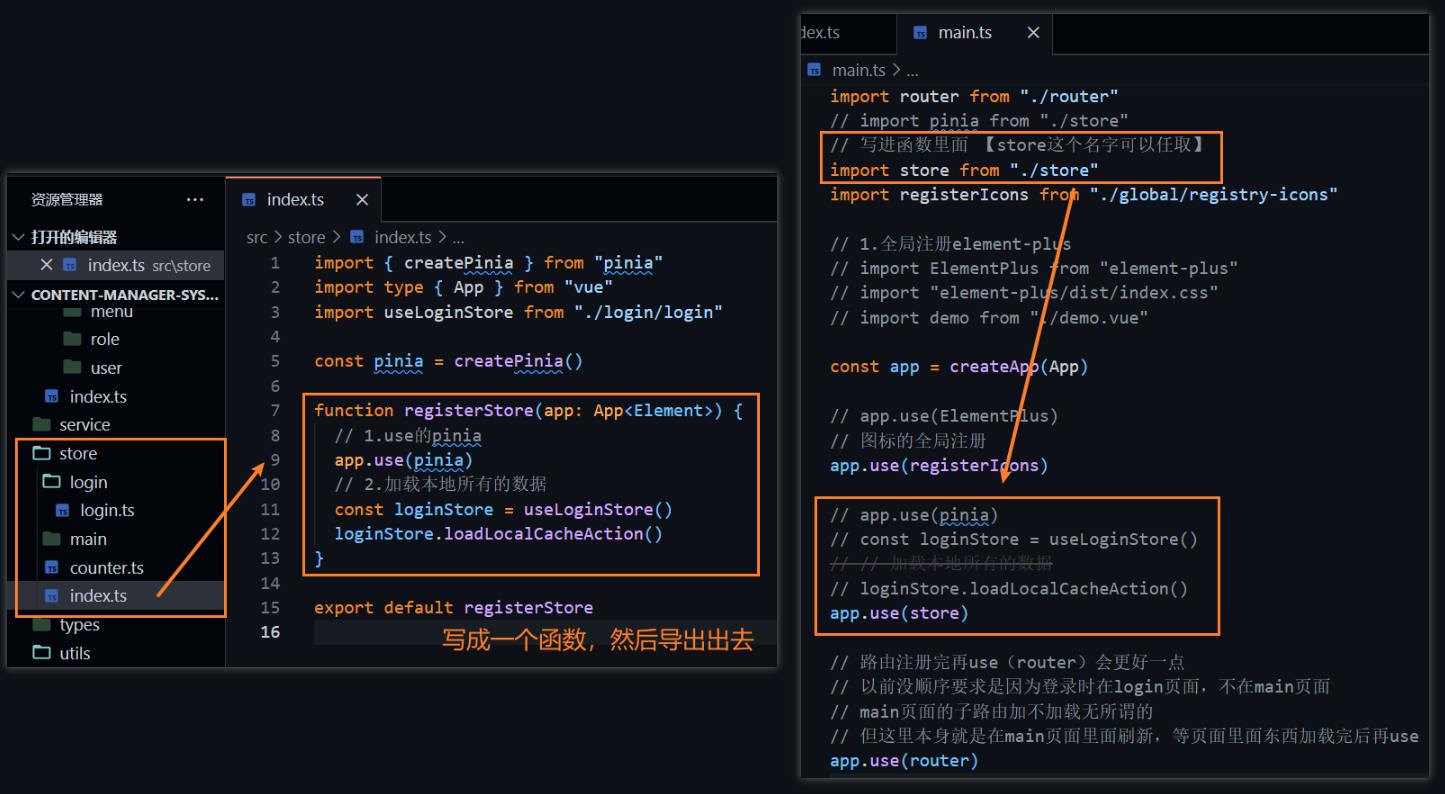 资源管理器
···
打开的编辑器
index.ts src\store
CONTENT-MANAGER-SYS...
menu
role
user
index.ts
service
store
login
login.ts
main
counter.ts
index.ts
types
utils
index.ts
src > store > index.ts > ...
1 import { createPinia } from "pinia"
2 import type { App } from "vue"
3 import useLoginStore from "./login/login"
4
5 const pinia = createPinia()
6
7 function registerStore(app: App<Element>) {
8 // 1.use的pinia
9 app.use(pinia)
10 // 2.加载本地所有的数据
11 const loginStore = useLoginStore()
12 loginStore.loadLocalCacheAction()
13 }
14
15 export default registerStore
16
写成一个函数，然后导出出去
dex.ts
main.ts
main.ts > ...
import router from "./router"
// import pinia from "./store"
// 写进函数里面 【store这个名字可以任取】
import store from "./store"
import registerIcons from "./global/registry-icons"
// 1.全局注册element-plus
// import ElementPlus from "element-plus"
// import "element-plus/dist/index.css"
// import demo from "./demo.vue"
const app = createApp(App)
// app.use(ElementPlus)
// 图标的全局注册
app.use(registerIcons)
// app.use(pinia)
// const loginStore = useLoginStore()
// // 加载本地所有的数据
// loginStore.loadLocalCacheAction()
app.use(store)
// 路由注册完再use（router）会更好一点
// 以前没顺序要求是因为登录时在login页面，不在main页面
// main页面的子路由加不加载无所谓的
// 但这里本身就是在main页面里面刷新，等页面里面东西加载完后再use
app.use(router)